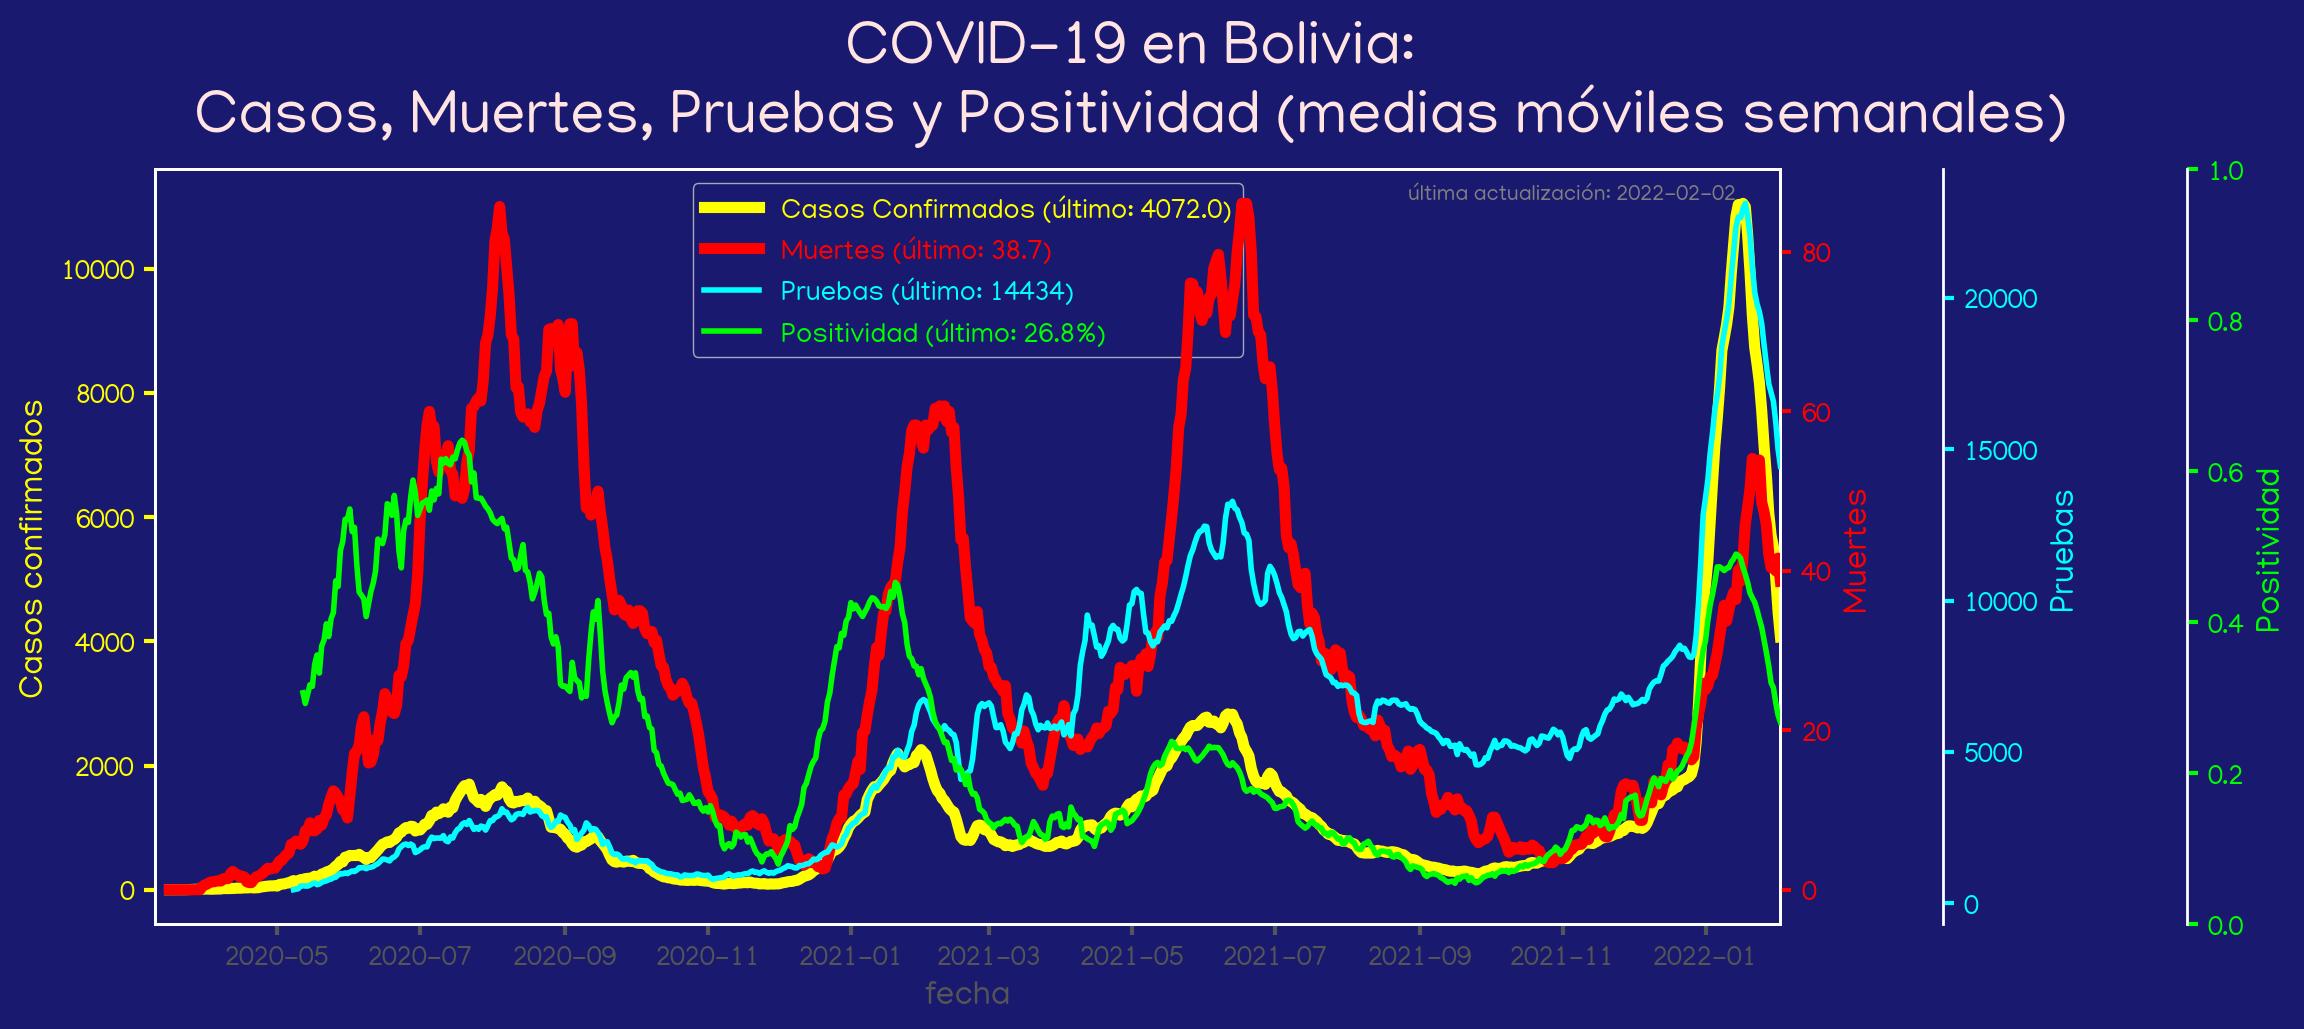 COVID-19 en Bolivia:
Casos, Muertes, Pruebas y Positividad (medias móviles semanales)
última actualización: 2022-02-02
Casos Confirmados (último: 4072.0)
Muertes (último: 38.7)
Pruebas (último: 14434)
Positividad (último: 26.8%)
Casos confirmados
10000
8000
6000
4000
2000
0
Muertes
80
60
40
20
0
Pruebas
20000
15000
10000
5000
0
Positividad
1.0
0.8
0.6
0.4
0.2
0.0
2020-05 2020-07 2020-09 2020-11 2021-01 2021-03 2021-05 2021-07 2021-09 2021-11 2022-01
fecha